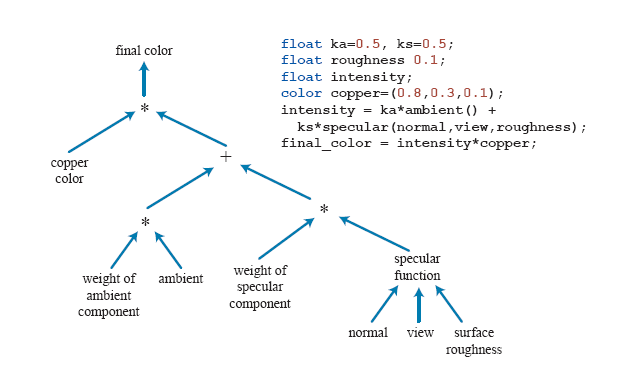 final color
float ka=0.5, ks=0.5;
float roughness 0.1;
float intensity;
color copper=(0.8,0.3,0.1);
intensity = ka*ambient() +
ks*specular(normal,view,roughness);
final_color = intensity*copper;
*
copper
color
+
*
*
weight of
ambient
component
ambient
weight of
specular
component
specular
function
normal
view
surface
roughness